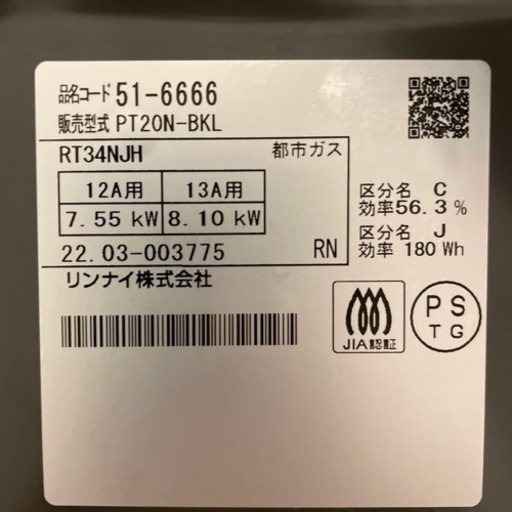 品名コード 51-6666
販売型式 PT20N-BKL
RT34NJH 都市ガス
12A用 13A用
7.55 kW 8.10 kW
22.03-003775 RN
リンナイ株式会社
区分名 C
効率56.3 %
区分名 J
効率 180 Wh
JIA認証
PS
TG